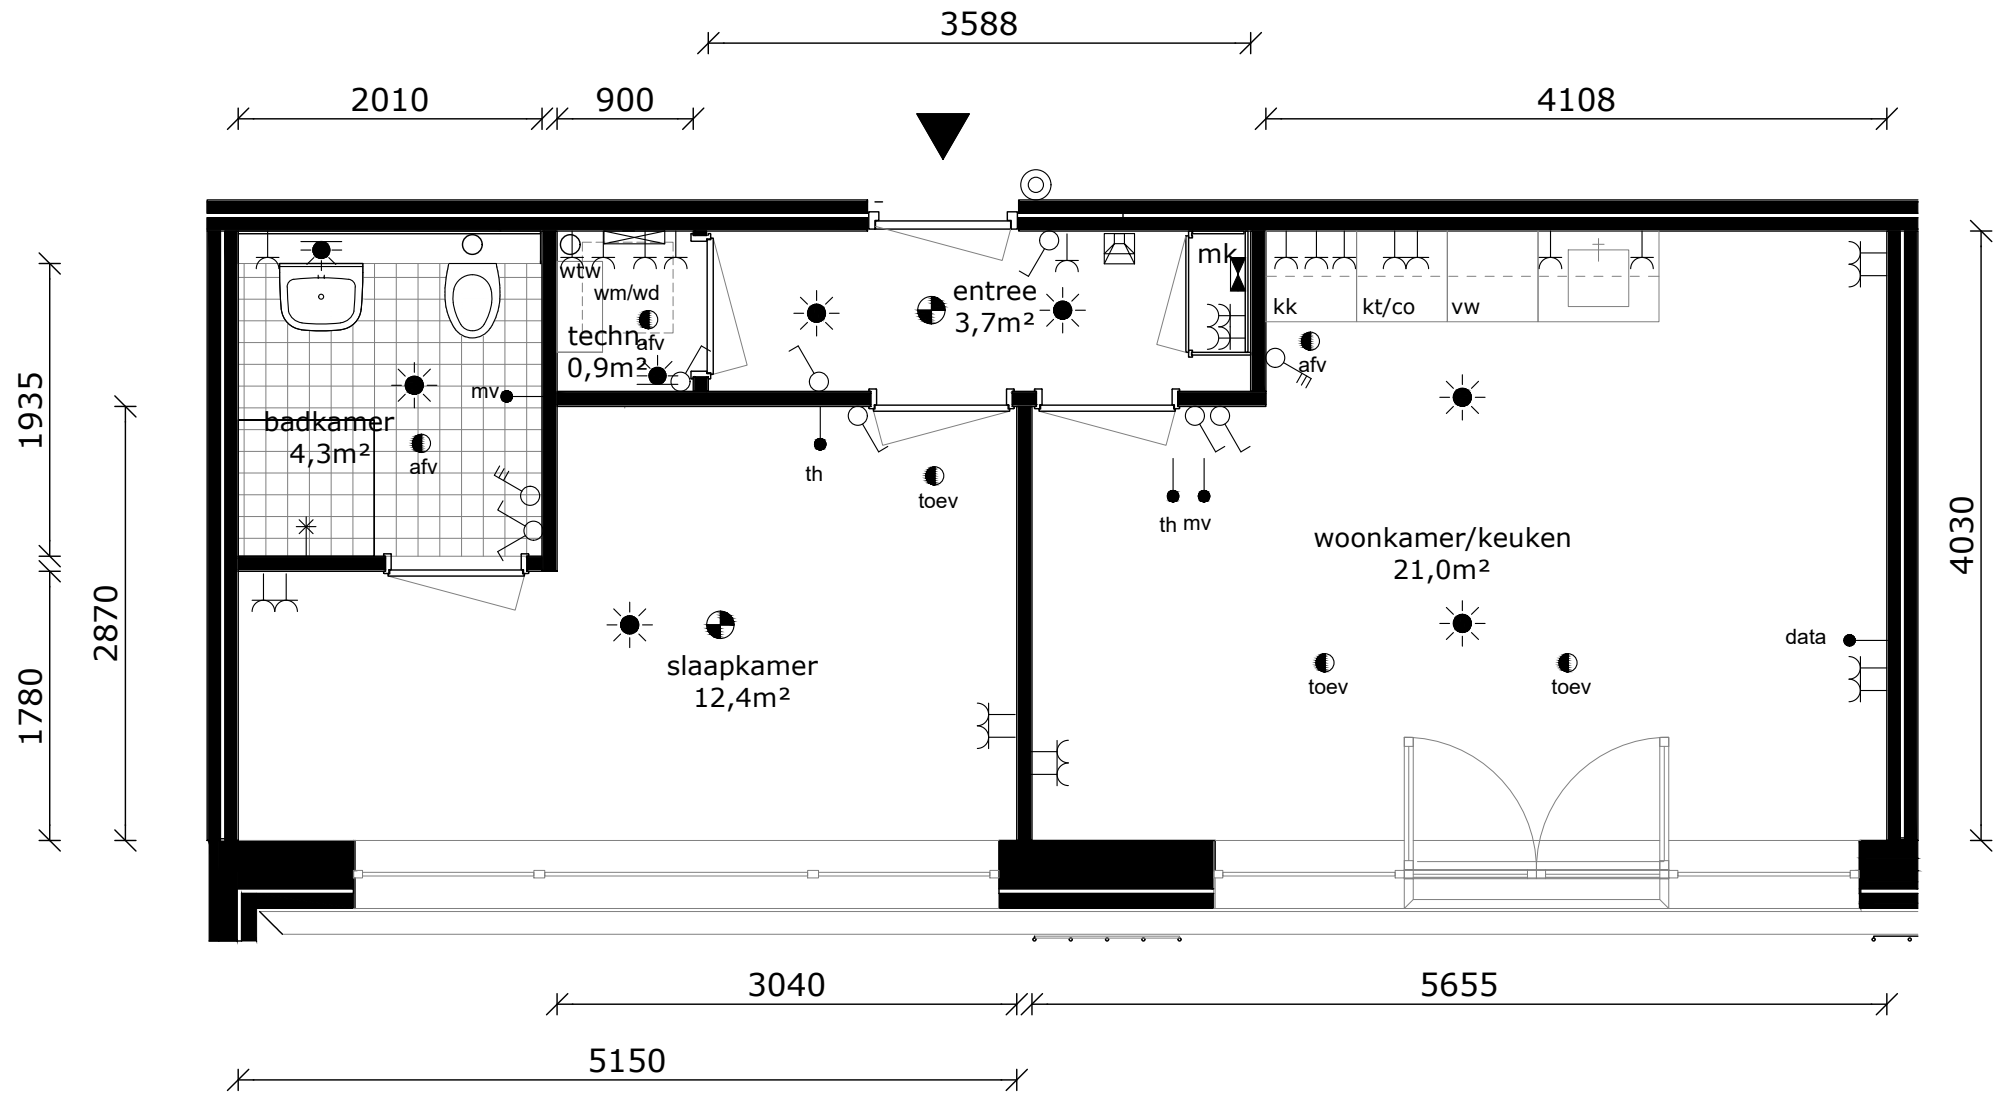 3588
2010
900
4108
mk
wtw
wm/wd
entree
3,7m²
kk
kt/co
vw
techn.
0,9m²
afv
afv
mv
badkamer
4,3m²
afv
1935
th
toev
th
mv
woonkamer/keuken
21,0m²
4030
2870
1780
slaapkamer
12,4m²
data
toev
toev
3040
5655
5150